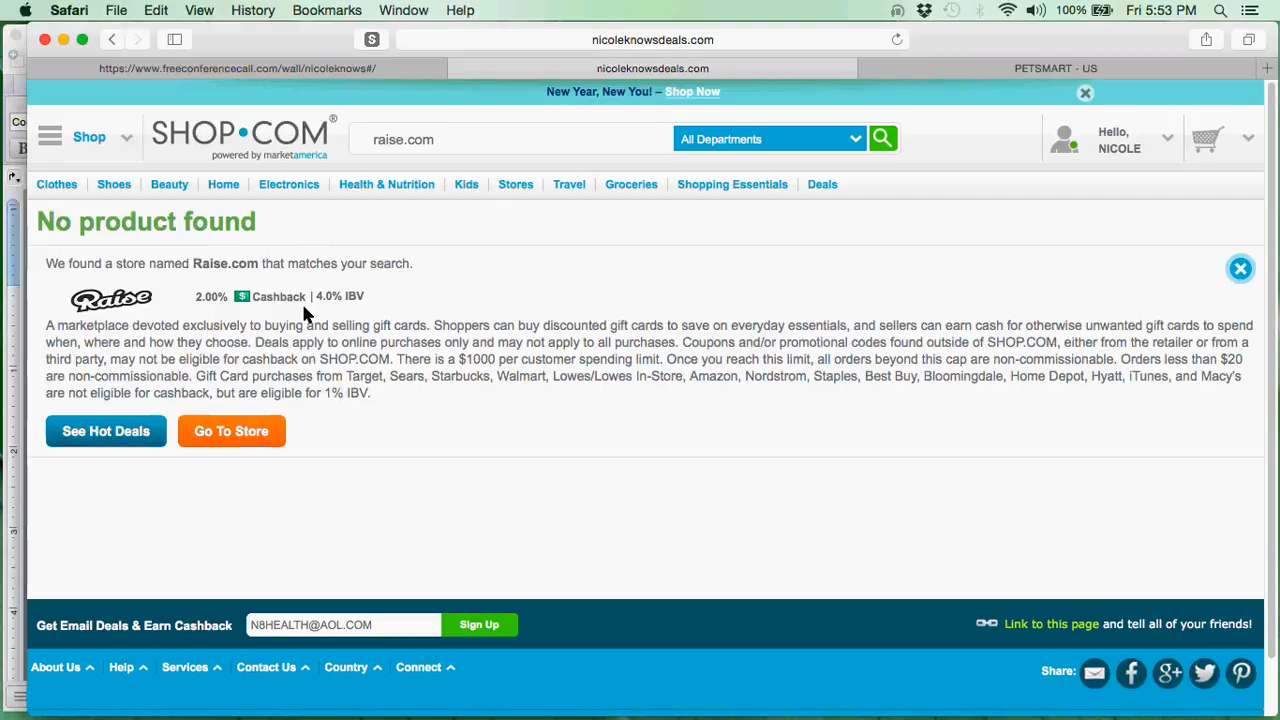 Safari File Edit View History Bookmarks Window Help 100% Fri 5:53 PM
S nicoleknowsdeals.com
https://www.freeconferencecall.com/wall/nicoleknows#/ nicoleknowsdeals.com PETSMART - US
New Year, New You! – Shop Now
Co
B
Shop SHOP•COM® raise.com All Departments Hello,
powered by marketamerica NICOLE
Clothes Shoes Beauty Home Electronics Health & Nutrition Kids Stores Travel Groceries Shopping Essentials Deals
No product found
We found a store named Raise.com that matches your search.
Raise 2.00% $ Cashback | 4.0% IBV
A marketplace devoted exclusively to buying and selling gift cards. Shoppers can buy discounted gift cards to save on everyday essentials, and sellers can earn cash for otherwise unwanted gift cards to spend
when, where and how they choose. Deals apply to online purchases only and may not apply to all purchases. Coupons and/or promotional codes found outside of SHOP.COM, either from the retailer or from a
third party, may not be eligible for cashback on SHOP.COM. There is a $1000 per customer spending limit. Once you reach this limit, all orders beyond this cap are non-commissionable. Orders less than $20
are non-commissionable. Gift Card purchases from Target, Sears, Starbucks, Walmart, Lowes/Lowes In-Store, Amazon, Nordstrom, Staples, Best Buy, Bloomingdale, Home Depot, Hyatt, iTunes, and Macy's
are not eligible for cashback, but are eligible for 1% IBV.
See Hot Deals Go To Store
1
2
3
4
Get Email Deals & Earn Cashback N8HEALTH@AOL.COM Sign Up Link to this page and tell all of your friends!
About Us Help Services Contact Us Country Connect Share: